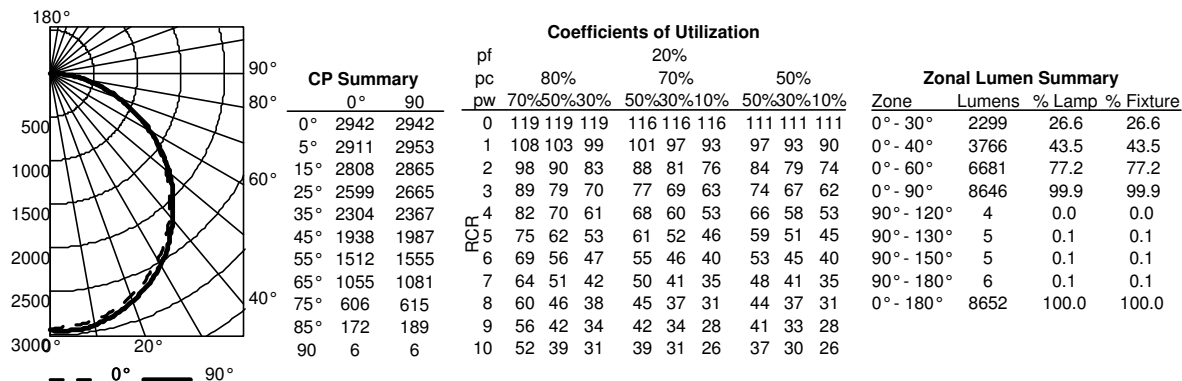 180°
90°
80°
500
1000
60°
1500
2000
2500
40°
3000 0° 20°
0° 90°
CP Summary
0° 90
0° 2942 2942
5° 2911 2953
15° 2808 2865
25° 2599 2665
35° 2304 2367
45° 1938 1987
55° 1512 1555
65° 1055 1081
75° 606 615
85° 172 189
90 6 6
Coefficients of Utilization
pf 20%
pc 80% 70% 50%
pw 70%50%30% 50%30%10% 50%30%10%
RCR
0 119 119 119 116 116 116 111 111 111
1 108 103 99 101 97 93 97 93 90
2 98 90 83 88 81 76 84 79 74
3 89 79 70 77 69 63 74 67 62
4 82 70 61 68 60 53 66 58 53
5 75 62 53 61 52 46 59 51 45
6 69 56 47 55 46 40 53 45 40
7 64 51 42 50 41 35 48 41 35
8 60 46 38 45 37 31 44 37 31
9 56 42 34 42 34 28 41 33 28
10 52 39 31 39 31 26 37 30 26
Zonal Lumen Summary
Zone Lumens % Lamp % Fixture
0°- 30° 2299 26.6 26.6
0°- 40° 3766 43.5 43.5
0°- 60° 6681 77.2 77.2
0°- 90° 8646 99.9 99.9
90°- 120° 4 0.0 0.0
90°- 130° 5 0.1 0.1
90°- 150° 5 0.1 0.1
90°- 180° 6 0.1 0.1
0°- 180° 8652 100.0 100.0